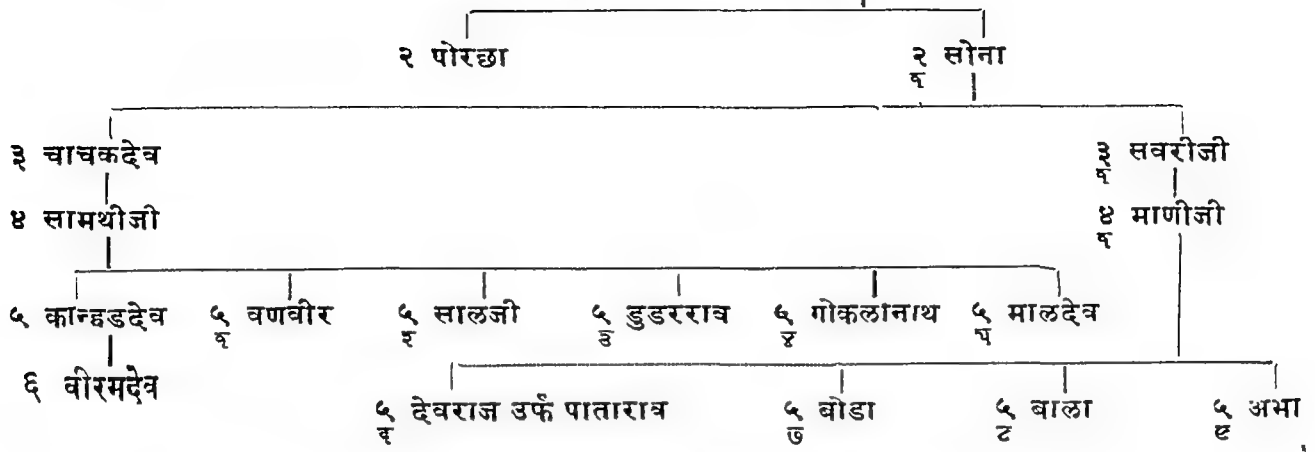 २ पोरछा २/१ सोना
३ चाचकदेव ३/१ सवरीजी
४ सामथीजी ४/१ माणीजी
५ कान्हडदेव ५/१ वणवीर ५/२ सालजी ५/३ डुडरराव ५/४ गोकलीनाथ ५/५ मालदेव
६ वीरमदेव
५/६ देवराज उर्फ पाताराव ५/७ बोडा ५/८ बाला ५/९ अभा